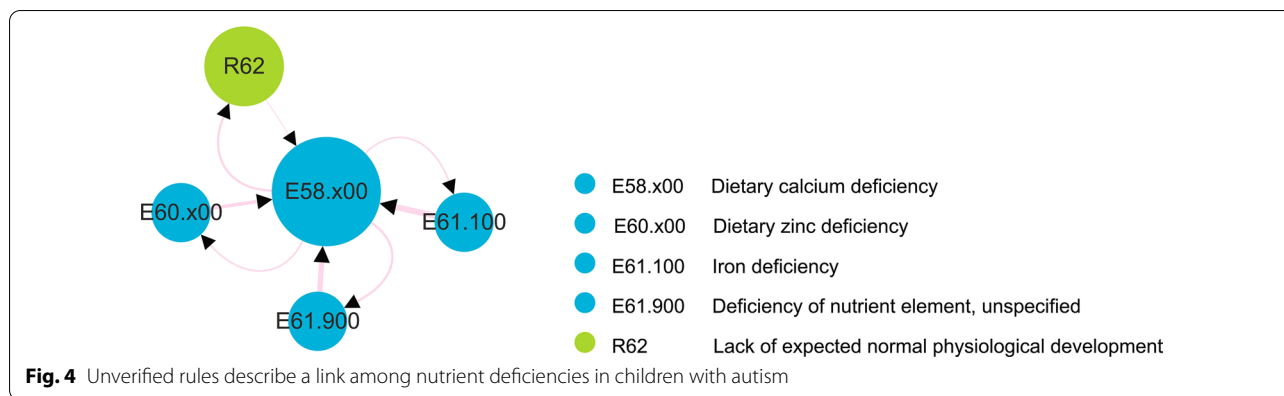 R62
E58.x00
E60.x00
E61.100
E61.900
E58.x00 Dietary calcium deficiency
E60.x00 Dietary zinc deficiency
E61.100 Iron deficiency
E61.900 Deficiency of nutrient element, unspecified
R62 Lack of expected normal physiological development
Fig. 4 Unverified rules describe a link among nutrient deficiencies in children with autism